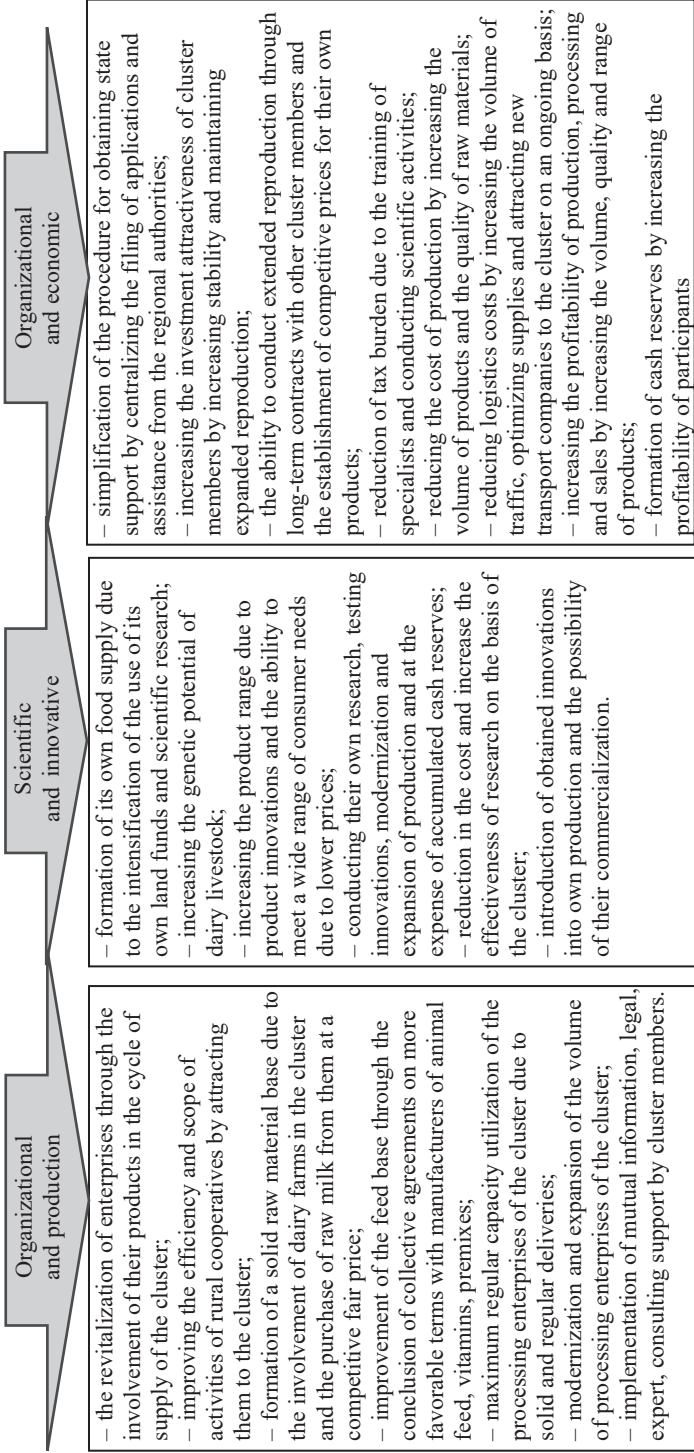 Organizational
and production
– the revitalization of enterprises through the
involvement of their products in the cycle of
supply of the cluster;
– improving the efficiency and scope of
activities of rural cooperatives by attracting
them to the cluster;
– formation of a solid raw material base due to
the involvement of dairy farms in the cluster
and the purchase of raw milk from them at a
competitive fair price;
– improvement of the feed base through the
conclusion of collective agreements on more
favorable terms with manufacturers of animal
feed, vitamins, premixes;
– maximum regular capacity utilization of the
processing enterprises of the cluster due to
solid and regular deliveries;
– modernization and expansion of the volume
of processing enterprises of the cluster;
– implementation of mutual information, legal,
expert, consulting support by cluster members.
Scientific
and innovative
– formation of its own food supply due
to the intensification of the use of its
own land funds and scientific research;
– increasing the genetic potential of
dairy livestock;
– increasing the product range due to
product innovations and the ability to
meet a wide range of consumer needs
due to lower prices;
– conducting their own research, testing
innovations, modernization and
expansion of production and at the
expense of accumulated cash reserves;
– reduction in the cost and increase the
effectiveness of research on the basis of
the cluster;
– introduction of obtained innovations
into own production and the possibility
of their commercialization.
Organizational
and economic
– simplification of the procedure for obtaining state
support by centralizing the filing of applications and
assistance from the regional authorities;
– increasing the investment attractiveness of cluster
members by increasing stability and maintaining
expanded reproduction;
– the ability to conduct extended reproduction through
long-term contracts with other cluster members and
the establishment of competitive prices for their own
products;
– reduction of tax burden due to the training of
specialists and conducting scientific activities;
– reducing the cost of production by increasing the
volume of products and the quality of raw materials;
– reducing logistics costs by increasing the volume of
traffic, optimizing supplies and attracting new
transport companies to the cluster on an ongoing basis;
– increasing the profitability of production, processing
and sales by increasing the volume, quality and range
of products;
– formation of cash reserves by increasing the
profitability of participants